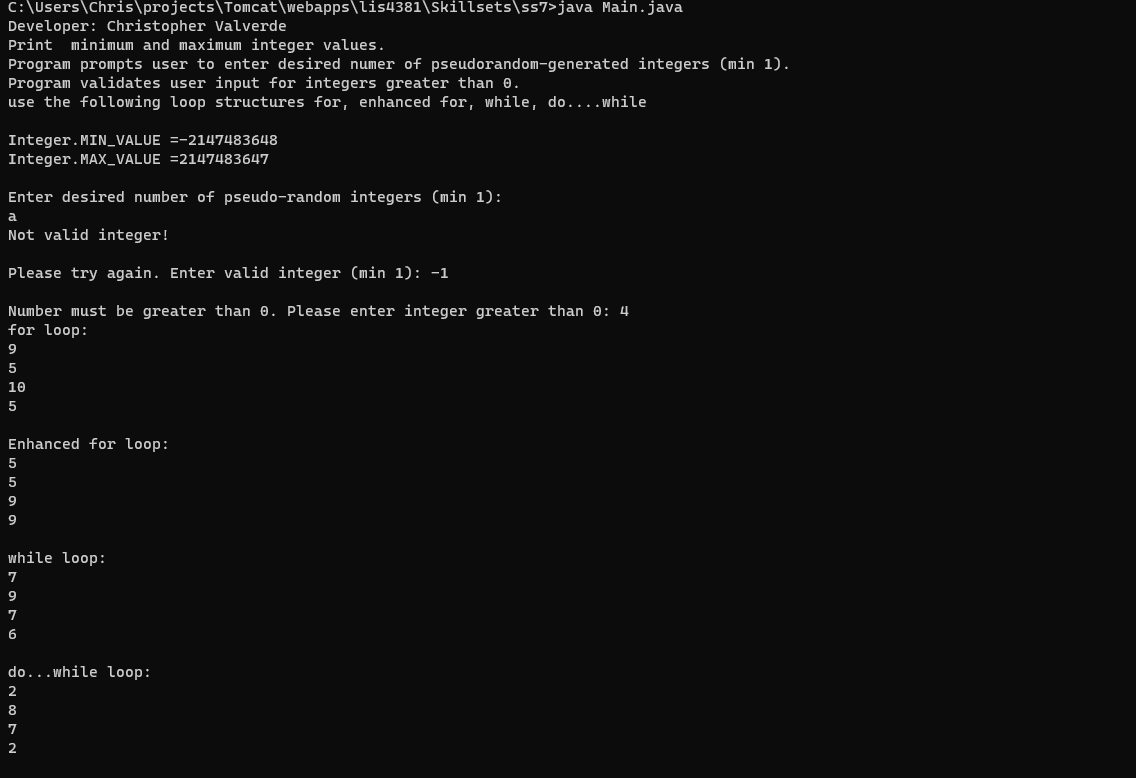 C:\Users\Chris\projects\Tomcat\webapps\lis4381\Skillsets\ss7>java Main.java
Developer: Christopher Valverde
Print  minimum and maximum integer values.
Program prompts user to enter desired numer of pseudorandom-generated integers (min 1).
Program validates user input for integers greater than 0.
use the following loop structures for, enhanced for, while, do....while
Integer.MIN_VALUE =-2147483648
Integer.MAX_VALUE =2147483647
Enter desired number of pseudo-random integers (min 1):
a
Not valid integer!
Please try again. Enter valid integer (min 1): -1
Number must be greater than 0. Please enter integer greater than 0: 4
for loop:
9
5
10
5
Enhanced for loop:
5
5
9
9
while loop:
7
9
7
6
do...while loop:
2
8
7
2